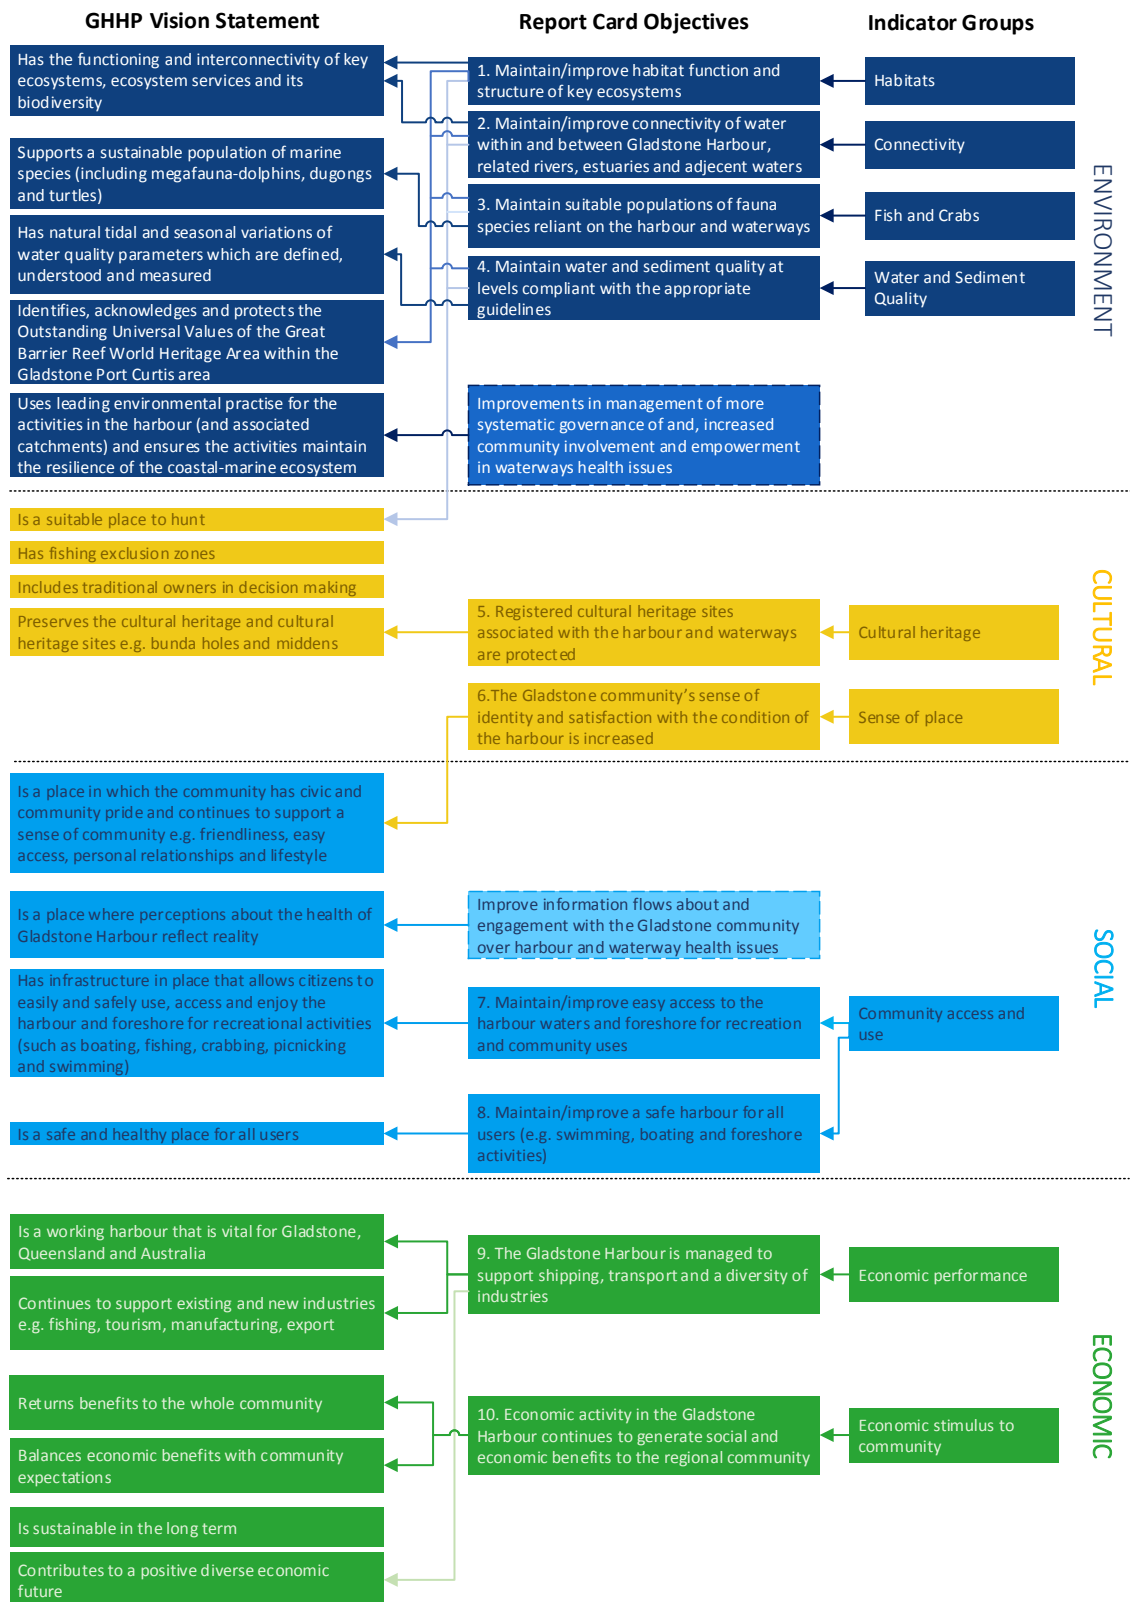 GHHP Vision Statement
Report Card Objectives
Indicator Groups
Has the functioning and interconnectivity of key
ecosystems, ecosystem services and its
biodiversity
1. Maintain/improve habitat function and
structure of key ecosystems
Habitats
2. Maintain/improve connectivity of water
within and between Gladstone Harbour,
related rivers, estuaries and adjecent waters
Connectivity
Supports a sustainable population of marine
species (including megafauna-dolphins, dugongs
and turtles)
3. Maintain suitable populations of fauna
species reliant on the harbour and waterways
Fish and Crabs
Has natural tidal and seasonal variations of
water quality parameters which are defined,
understood and measured
4. Maintain water and sediment quality at
levels compliant with the appropriate
guidelines
Water and Sediment
Quality
Identifies, acknowledges and protects the
Outstanding Universal Values of the Great
Barrier Reef World Heritage Area within the
Gladstone Port Curtis area
Uses leading environmental practise for the
activities in the harbour (and associated
catchments) and ensures the activities maintain
the resilience of the coastal-marine ecosystem
Improvements in management of more
systematic governance of and, increased
community involvement and empowerment
in waterways health issues
ENVIRONMENT
Is a suitable place to hunt
Has fishing exclusion zones
Includes traditional owners in decision making
Preserves the cultural heritage and cultural
heritage sites e.g. bunda holes and middens
5. Registered cultural heritage sites
associated with the harbour and waterways
are protected
Cultural heritage
6.The Gladstone community’s sense of
identity and satisfaction with the condition of
the harbour is increased
Sense of place
CULTURAL
Is a place in which the community has civic and
community pride and continues to support a
sense of community e.g. friendliness, easy
access, personal relationships and lifestyle
Is a place where perceptions about the health of
Gladstone Harbour reflect reality
Improve information flows about and
engagement with the Gladstone community
over harbour and waterway health issues
Has infrastructure in place that allows citizens to
easily and safely use, access and enjoy the
harbour and foreshore for recreational activities
(such as boating, fishing, crabbing, picnicking
and swimming)
7. Maintain/improve easy access to the
harbour waters and foreshore for recreation
and community uses
Community access and
use
Is a safe and healthy place for all users
8. Maintain/improve a safe harbour for all
users (e.g. swimming, boating and foreshore
activities)
SOCIAL
Is a working harbour that is vital for Gladstone,
Queensland and Australia
9. The Gladstone Harbour is managed to
support shipping, transport and a diversity of
industries
Economic performance
Continues to support existing and new industries
e.g. fishing, tourism, manufacturing, export
Returns benefits to the whole community
10. Economic activity in the Gladstone
Harbour continues to generate social and
economic benefits to the regional community
Economic stimulus to
community
Balances economic benefits with community
expectations
Is sustainable in the long term
Contributes to a positive diverse economic
future
ECONOMIC